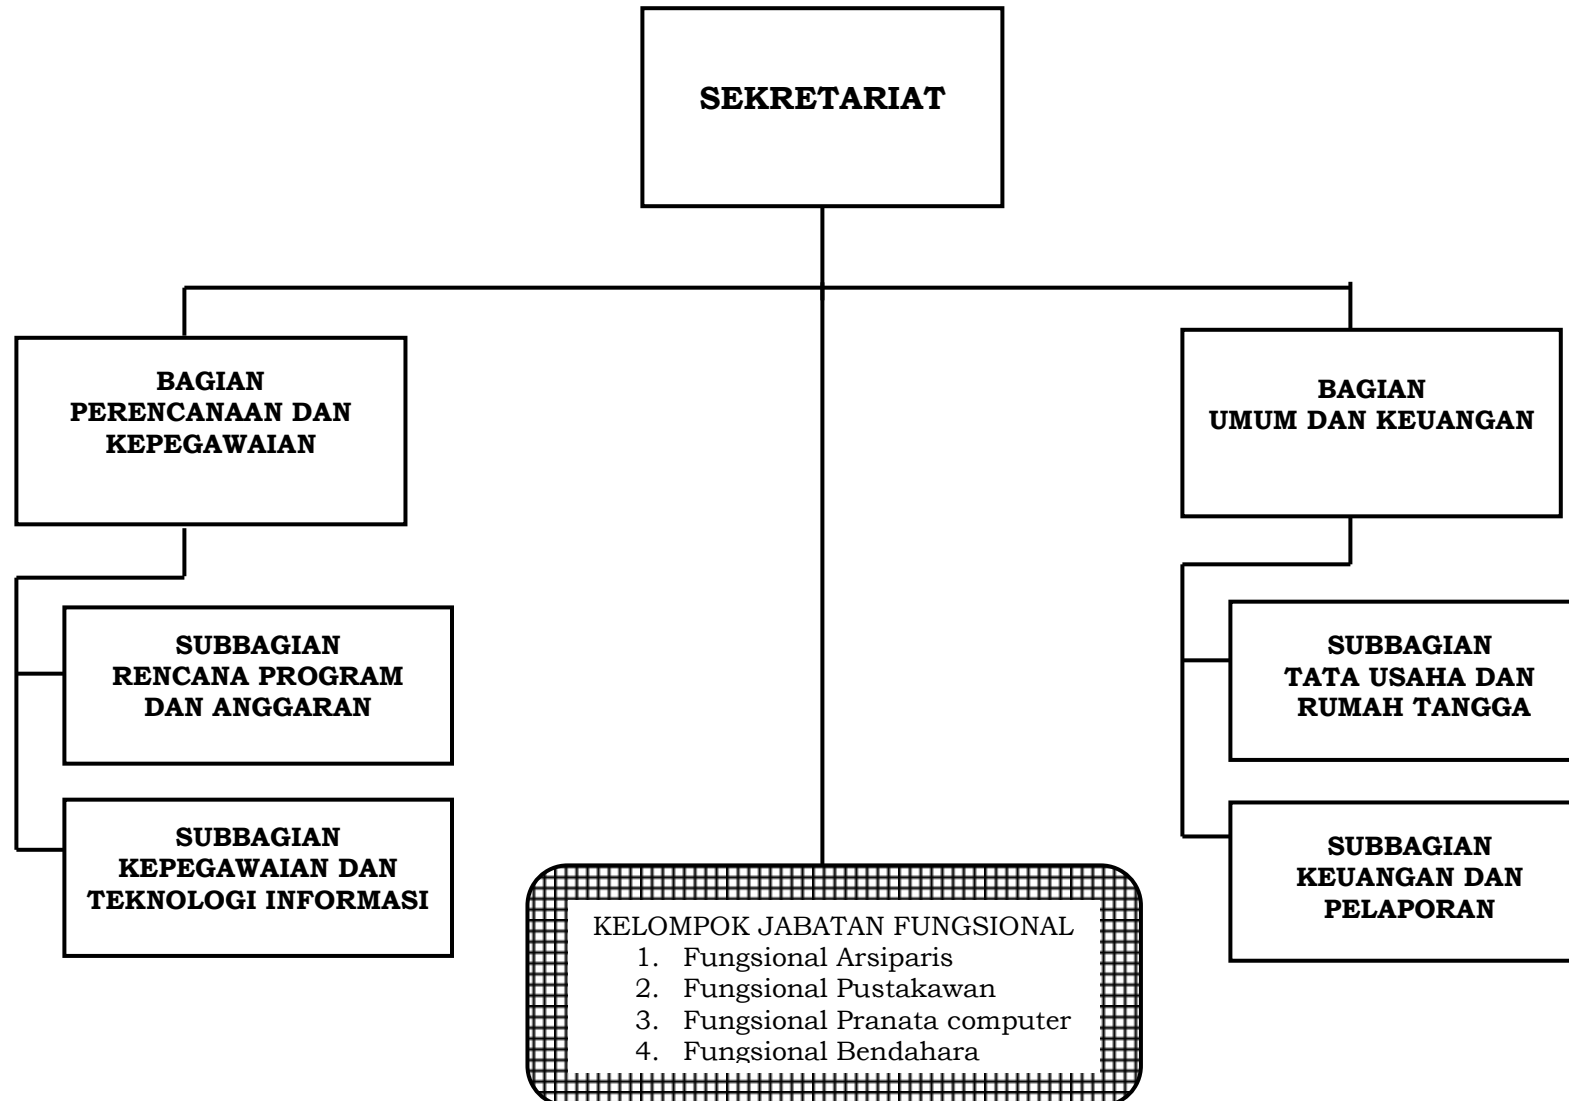 SEKRETARIAT
BAGIAN
PERENCANAAN DAN
KEPEGAWAIAN
BAGIAN
UMUM DAN KEUANGAN
SUBBAGIAN
RENCANA PROGRAM
DAN ANGGARAN
SUBBAGIAN
TATA USAHA DAN
RUMAH TANGGA
SUBBAGIAN
KEPEGAWAIAN DAN
TEKNOLOGI INFORMASI
SUBBAGIAN
KEUANGAN DAN
PELAPORAN
KELOMPOK JABATAN FUNGSIONAL
1. Fungsional Arsiparis
2. Fungsional Pustakawan
3. Fungsional Pranata computer
4. Fungsional Bendahara